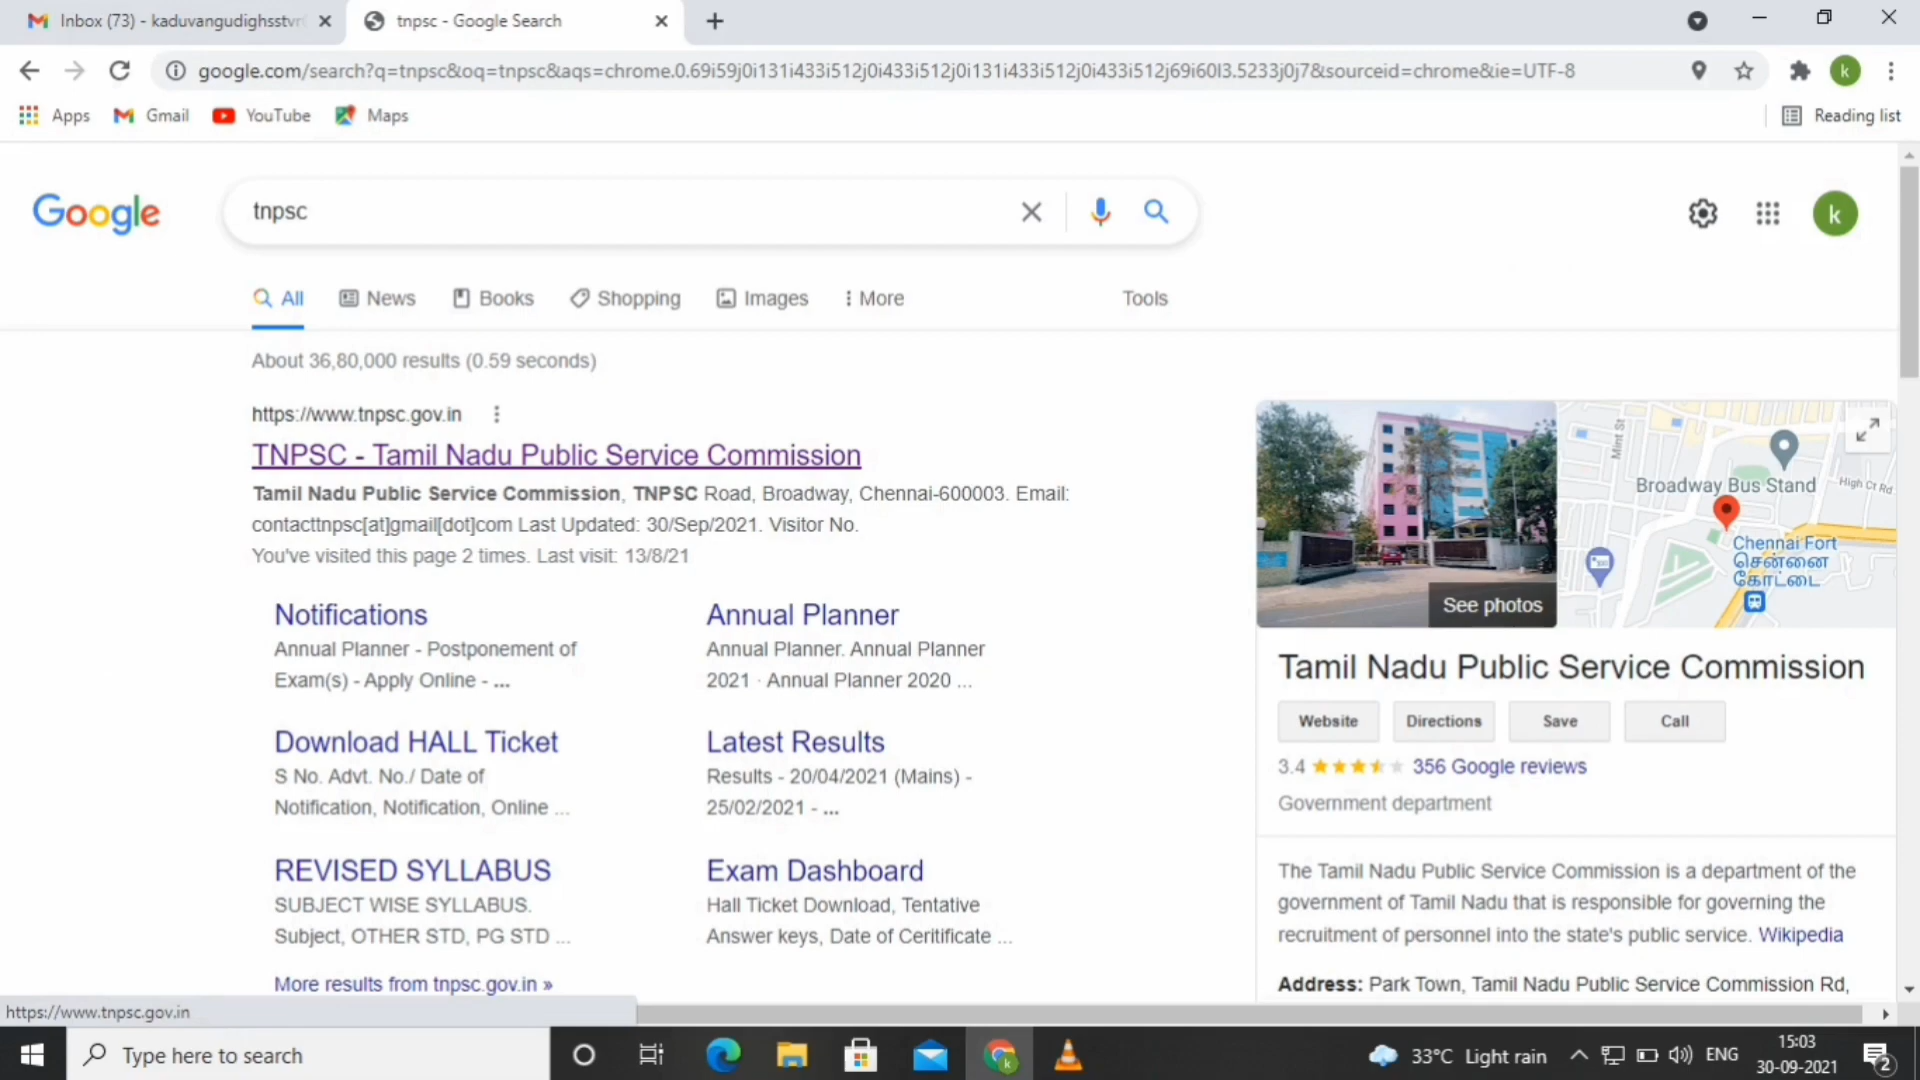 Inbox (73) - kaduvangudighsstvr
tnpsc - Google Search
google.com/search?q=tnpsc&oq=tnpsc&aqs=chrome.0.69i59j0i131i433i512j0i433i512j0i131i433i512j0i433i512j69i60l3.5233j0j7&sourceid=chrome&ie=UTF-8
k
Apps Gmail YouTube Maps
Reading list
Google
tnpsc
k
All News Books Shopping Images More Tools
About 36,80,000 results (0.59 seconds)
https://www.tnpsc.gov.in
TNPSC - Tamil Nadu Public Service Commission
Tamil Nadu Public Service Commission, TNPSC Road, Broadway, Chennai-600003. Email:
contacttnpsc[at]gmail[dot]com Last Updated: 30/Sep/2021. Visitor No.
You've visited this page 2 times. Last visit: 13/8/21
Notifications
Annual Planner - Postponement of
Exam(s) - Apply Online - ...
Annual Planner
Annual Planner. Annual Planner
2021 · Annual Planner 2020 ...
Download HALL Ticket
S No. Advt. No./ Date of
Notification, Notification, Online ...
Latest Results
Results - 20/04/2021 (Mains) -
25/02/2021 - ...
REVISED SYLLABUS
SUBJECT WISE SYLLABUS.
Subject, OTHER STD, PG STD ...
Exam Dashboard
Hall Ticket Download, Tentative
Answer keys, Date of Ceritificate ...
More results from tnpsc.gov.in »
See photos
Mint St
Broadway Bus Stand
High Ct Rd
Chennai Fort
சென்னை
கோட்டை
Tamil Nadu Public Service Commission
Website Directions Save Call
3.4 356 Google reviews
Government department
The Tamil Nadu Public Service Commission is a department of the
government of Tamil Nadu that is responsible for governing the
recruitment of personnel into the state's public service. Wikipedia
Address: Park Town, Tamil Nadu Public Service Commission Rd,
https://www.tnpsc.gov.in
Type here to search
k
33°C Light rain
ENG
15:03
30-09-2021
2